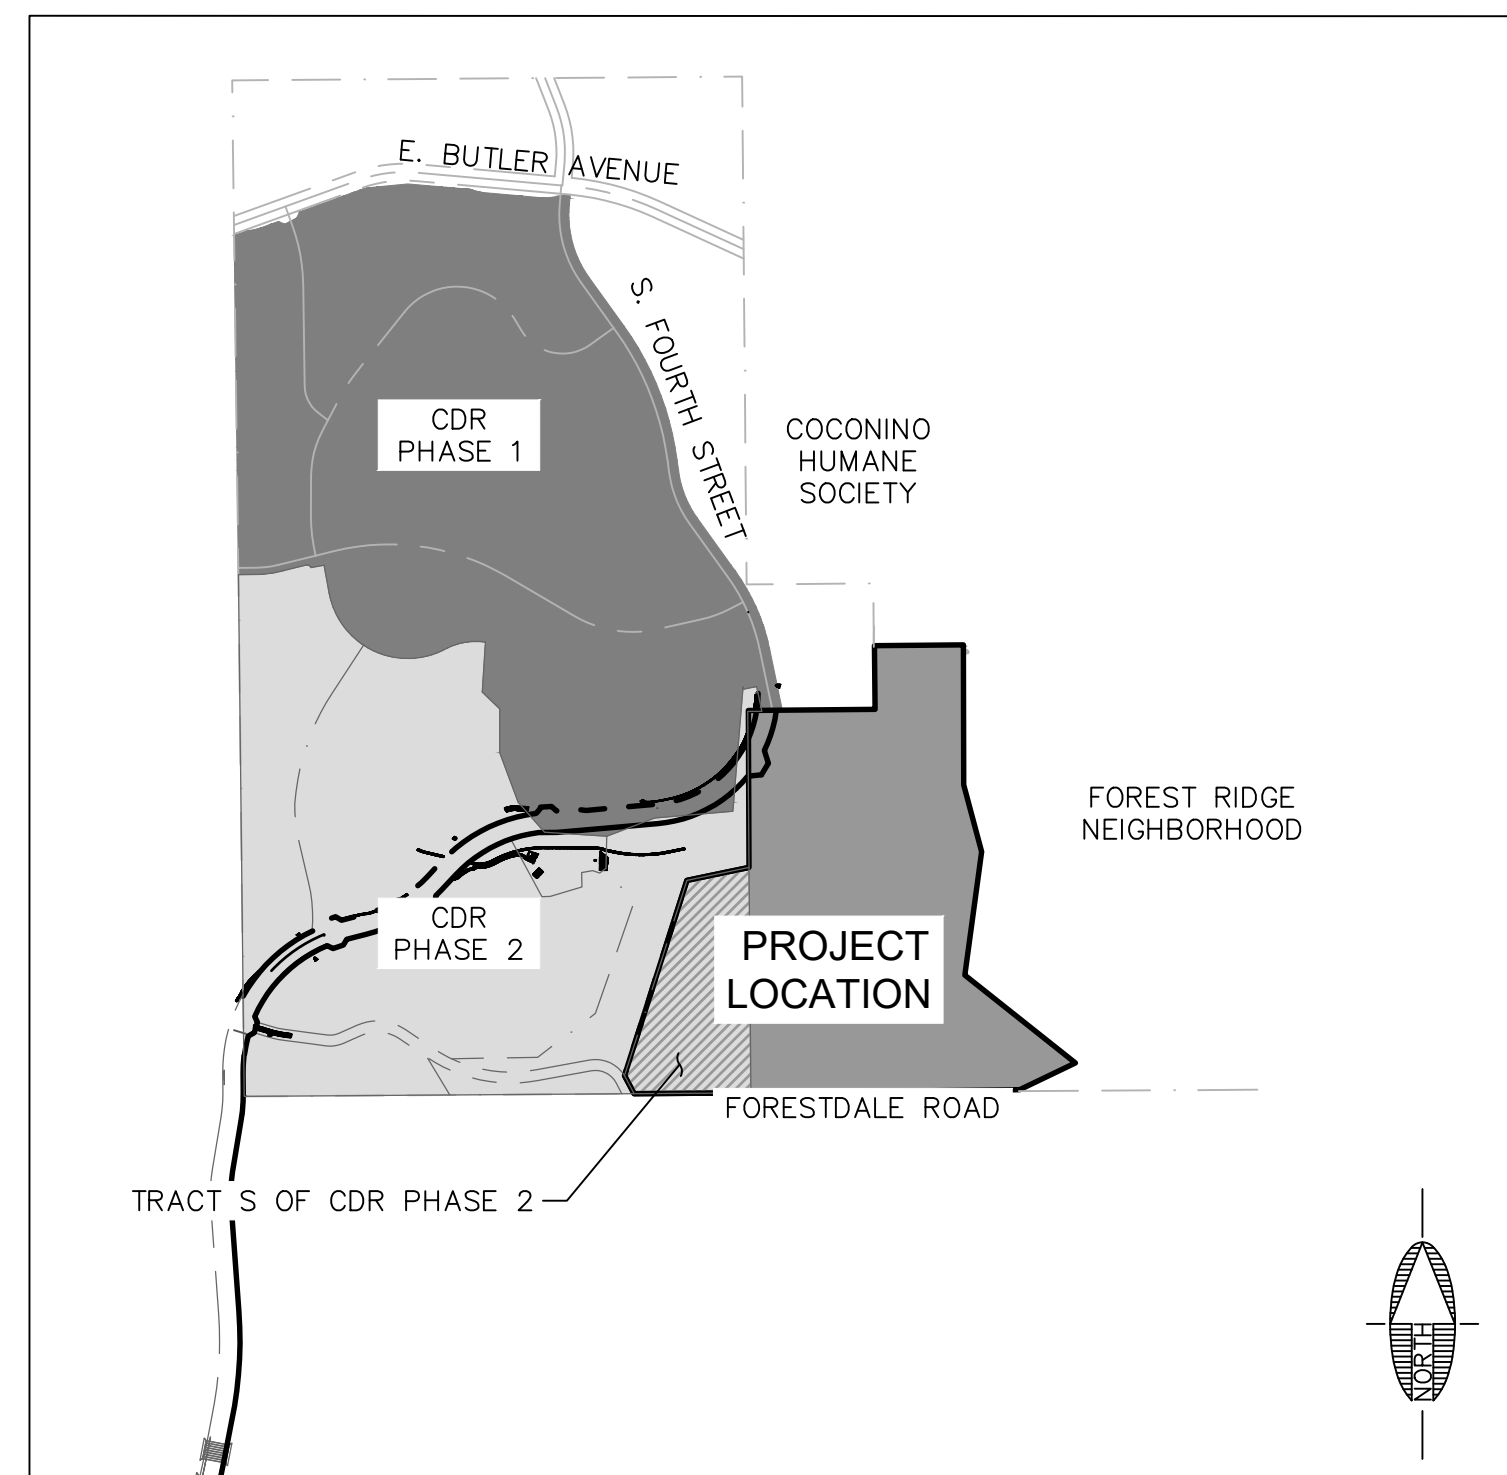 E. BUTLER AVENUE
S. FOURTH STREET
CDR
PHASE 1
COCONINO
HUMANE
SOCIETY
FOREST RIDGE
NEIGHBORHOOD
CDR
PHASE 2
PROJECT
LOCATION
FORESTDALE ROAD
TRACT S OF CDR PHASE 2
NORTH